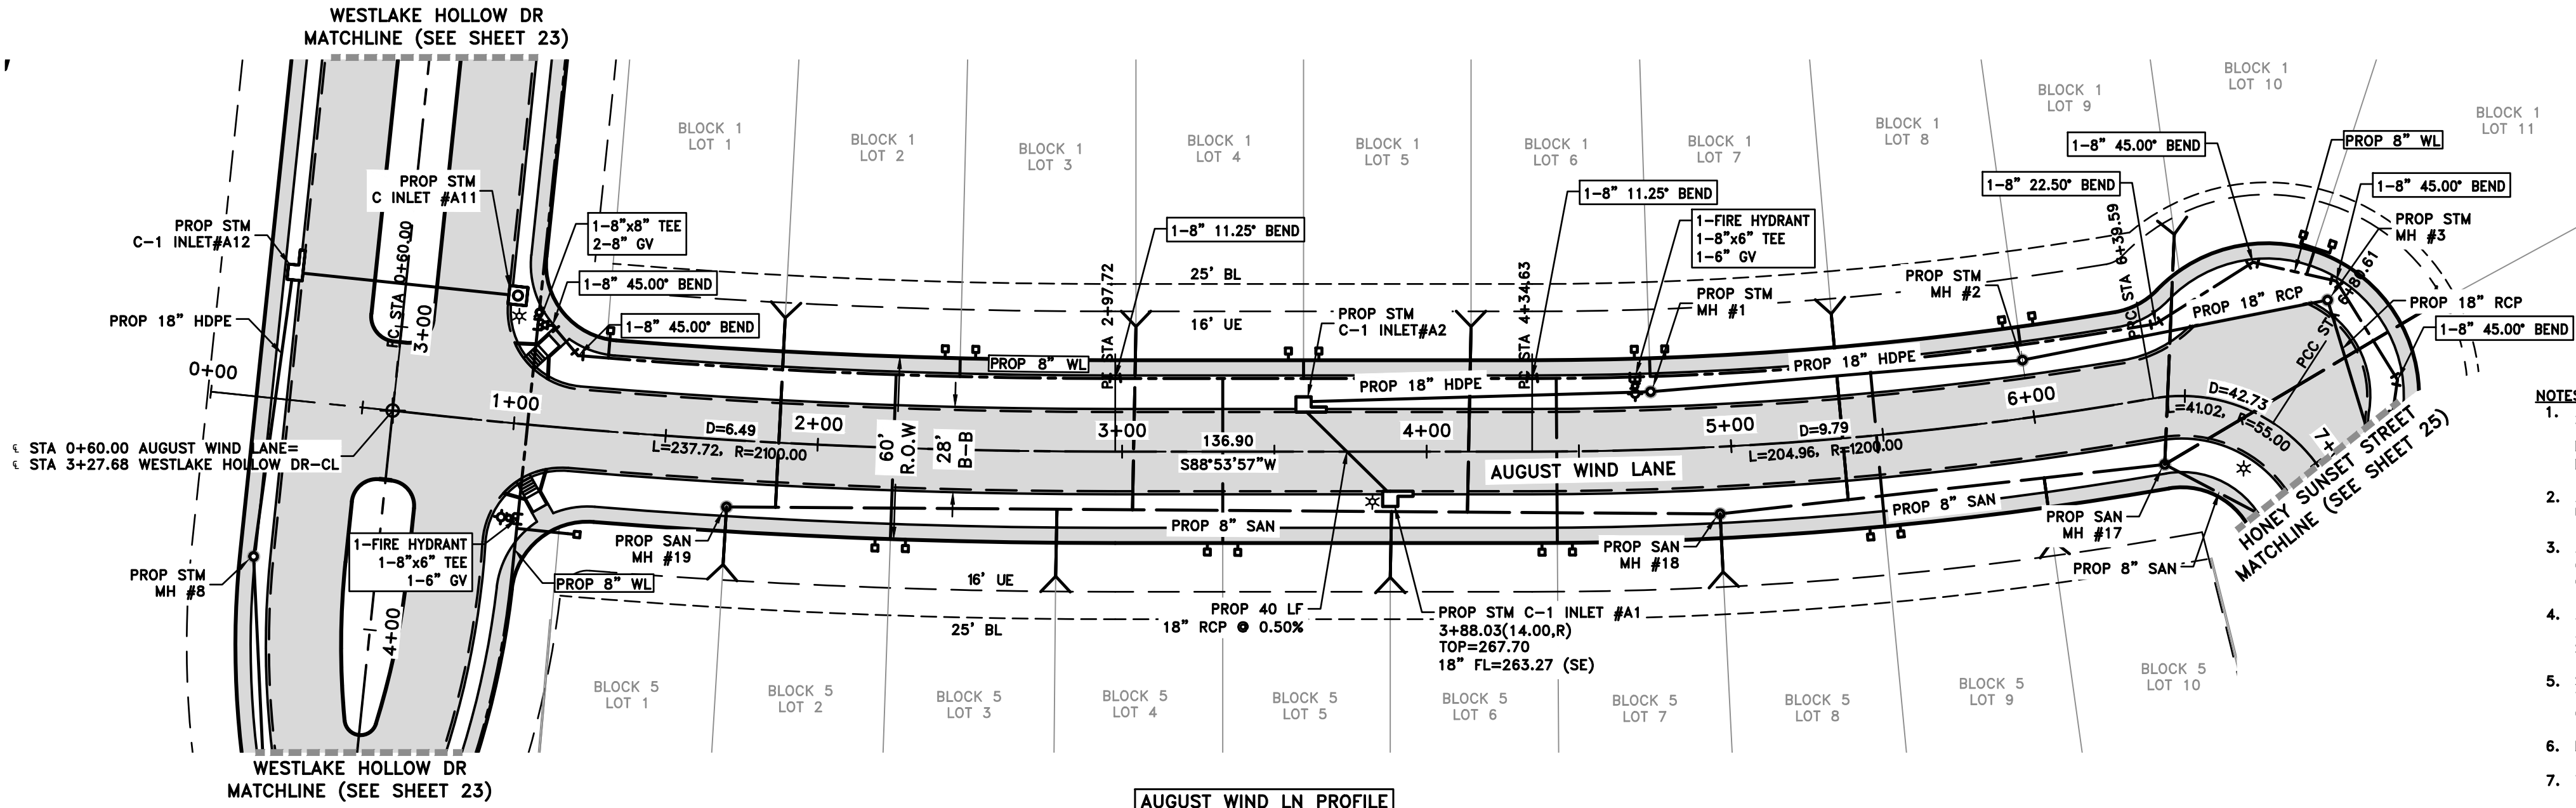 WESTLAKE HOLLOW DR
MATCHLINE (SEE SHEET 23)
BLOCK 1
LOT 1
BLOCK 1
LOT 2
BLOCK 1
LOT 3
BLOCK 1
LOT 4
BLOCK 1
LOT 5
BLOCK 1
LOT 6
BLOCK 1
LOT 7
BLOCK 1
LOT 8
BLOCK 1
LOT 9
BLOCK 1
LOT 10
BLOCK 1
LOT 11
1-8" 45.00° BEND
PROP 8" WL
1-8" 22.50° BEND
1-8" 45.00° BEND
PROP STM
MH #3
PROP STM
C INLET #A11
PROP STM
C-1 INLET#A12
1-8"x8" TEE
2-8" GV
1-8" 45.00° BEND
1-8" 45.00° BEND
1-8" 11.25° BEND
1-8" 11.25° BEND
1-FIRE HYDRANT
1-8"x6" TEE
1-6" GV
PROP STM
MH #1
PROP STM
MH #2
PROP 18" RCP
PROP 18" RCP
1-8" 45.00° BEND
25' BL
16' UE
PROP STM
C-1 INLET#A2
PROP 18" HDPE
PC STA 0+60.00
3+00
PROP 8" WL
STA 2+97.72
PC STA 4+34.63
PRC STA 6+39.59
PCC STA 6+80.61
PROP 18" HDPE
PROP 18" HDPE
0+00
1+00
2+00
3+00
4+00
5+00
6+00
7+
D=6.49
L=237.72, R=2100.00
60'
R.O.W
28'
B-B
136.90
S88°53'57"W
AUGUST WIND LANE
D=9.79
L=204.96, R=1200.00
D=42.73
L=41.02,
R=55.00
℄ STA 0+60.00 AUGUST WIND LANE=
℄ STA 3+27.68 WESTLAKE HOLLOW DR-CL
HONEY SUNSET STREET
MATCHLINE (SEE SHEET 25)
NOTES
1.
2.
3.
4.
5.
6.
7.
PROP STM
MH #8
1-FIRE HYDRANT
1-8"x6" TEE
1-6" GV
4+00
PROP 8" WL
PROP SAN
MH #19
PROP 8" SAN
PROP SAN
MH #18
PROP 8" SAN
PROP SAN
MH #17
PROP 8" SAN
16' UE
25' BL
PROP 40 LF
18" RCP @ 0.50%
PROP STM C-1 INLET #A1
3+88.03(14.00,R)
TOP=267.70
18" FL=263.27 (SE)
BLOCK 5
LOT 1
BLOCK 5
LOT 2
BLOCK 5
LOT 3
BLOCK 5
LOT 4
BLOCK 5
LOT 5
BLOCK 5
LOT 6
BLOCK 5
LOT 7
BLOCK 5
LOT 8
BLOCK 5
LOT 9
BLOCK 5
LOT 10
WESTLAKE HOLLOW DR
MATCHLINE (SEE SHEET 23)
AUGUST WIND LN PROFILE